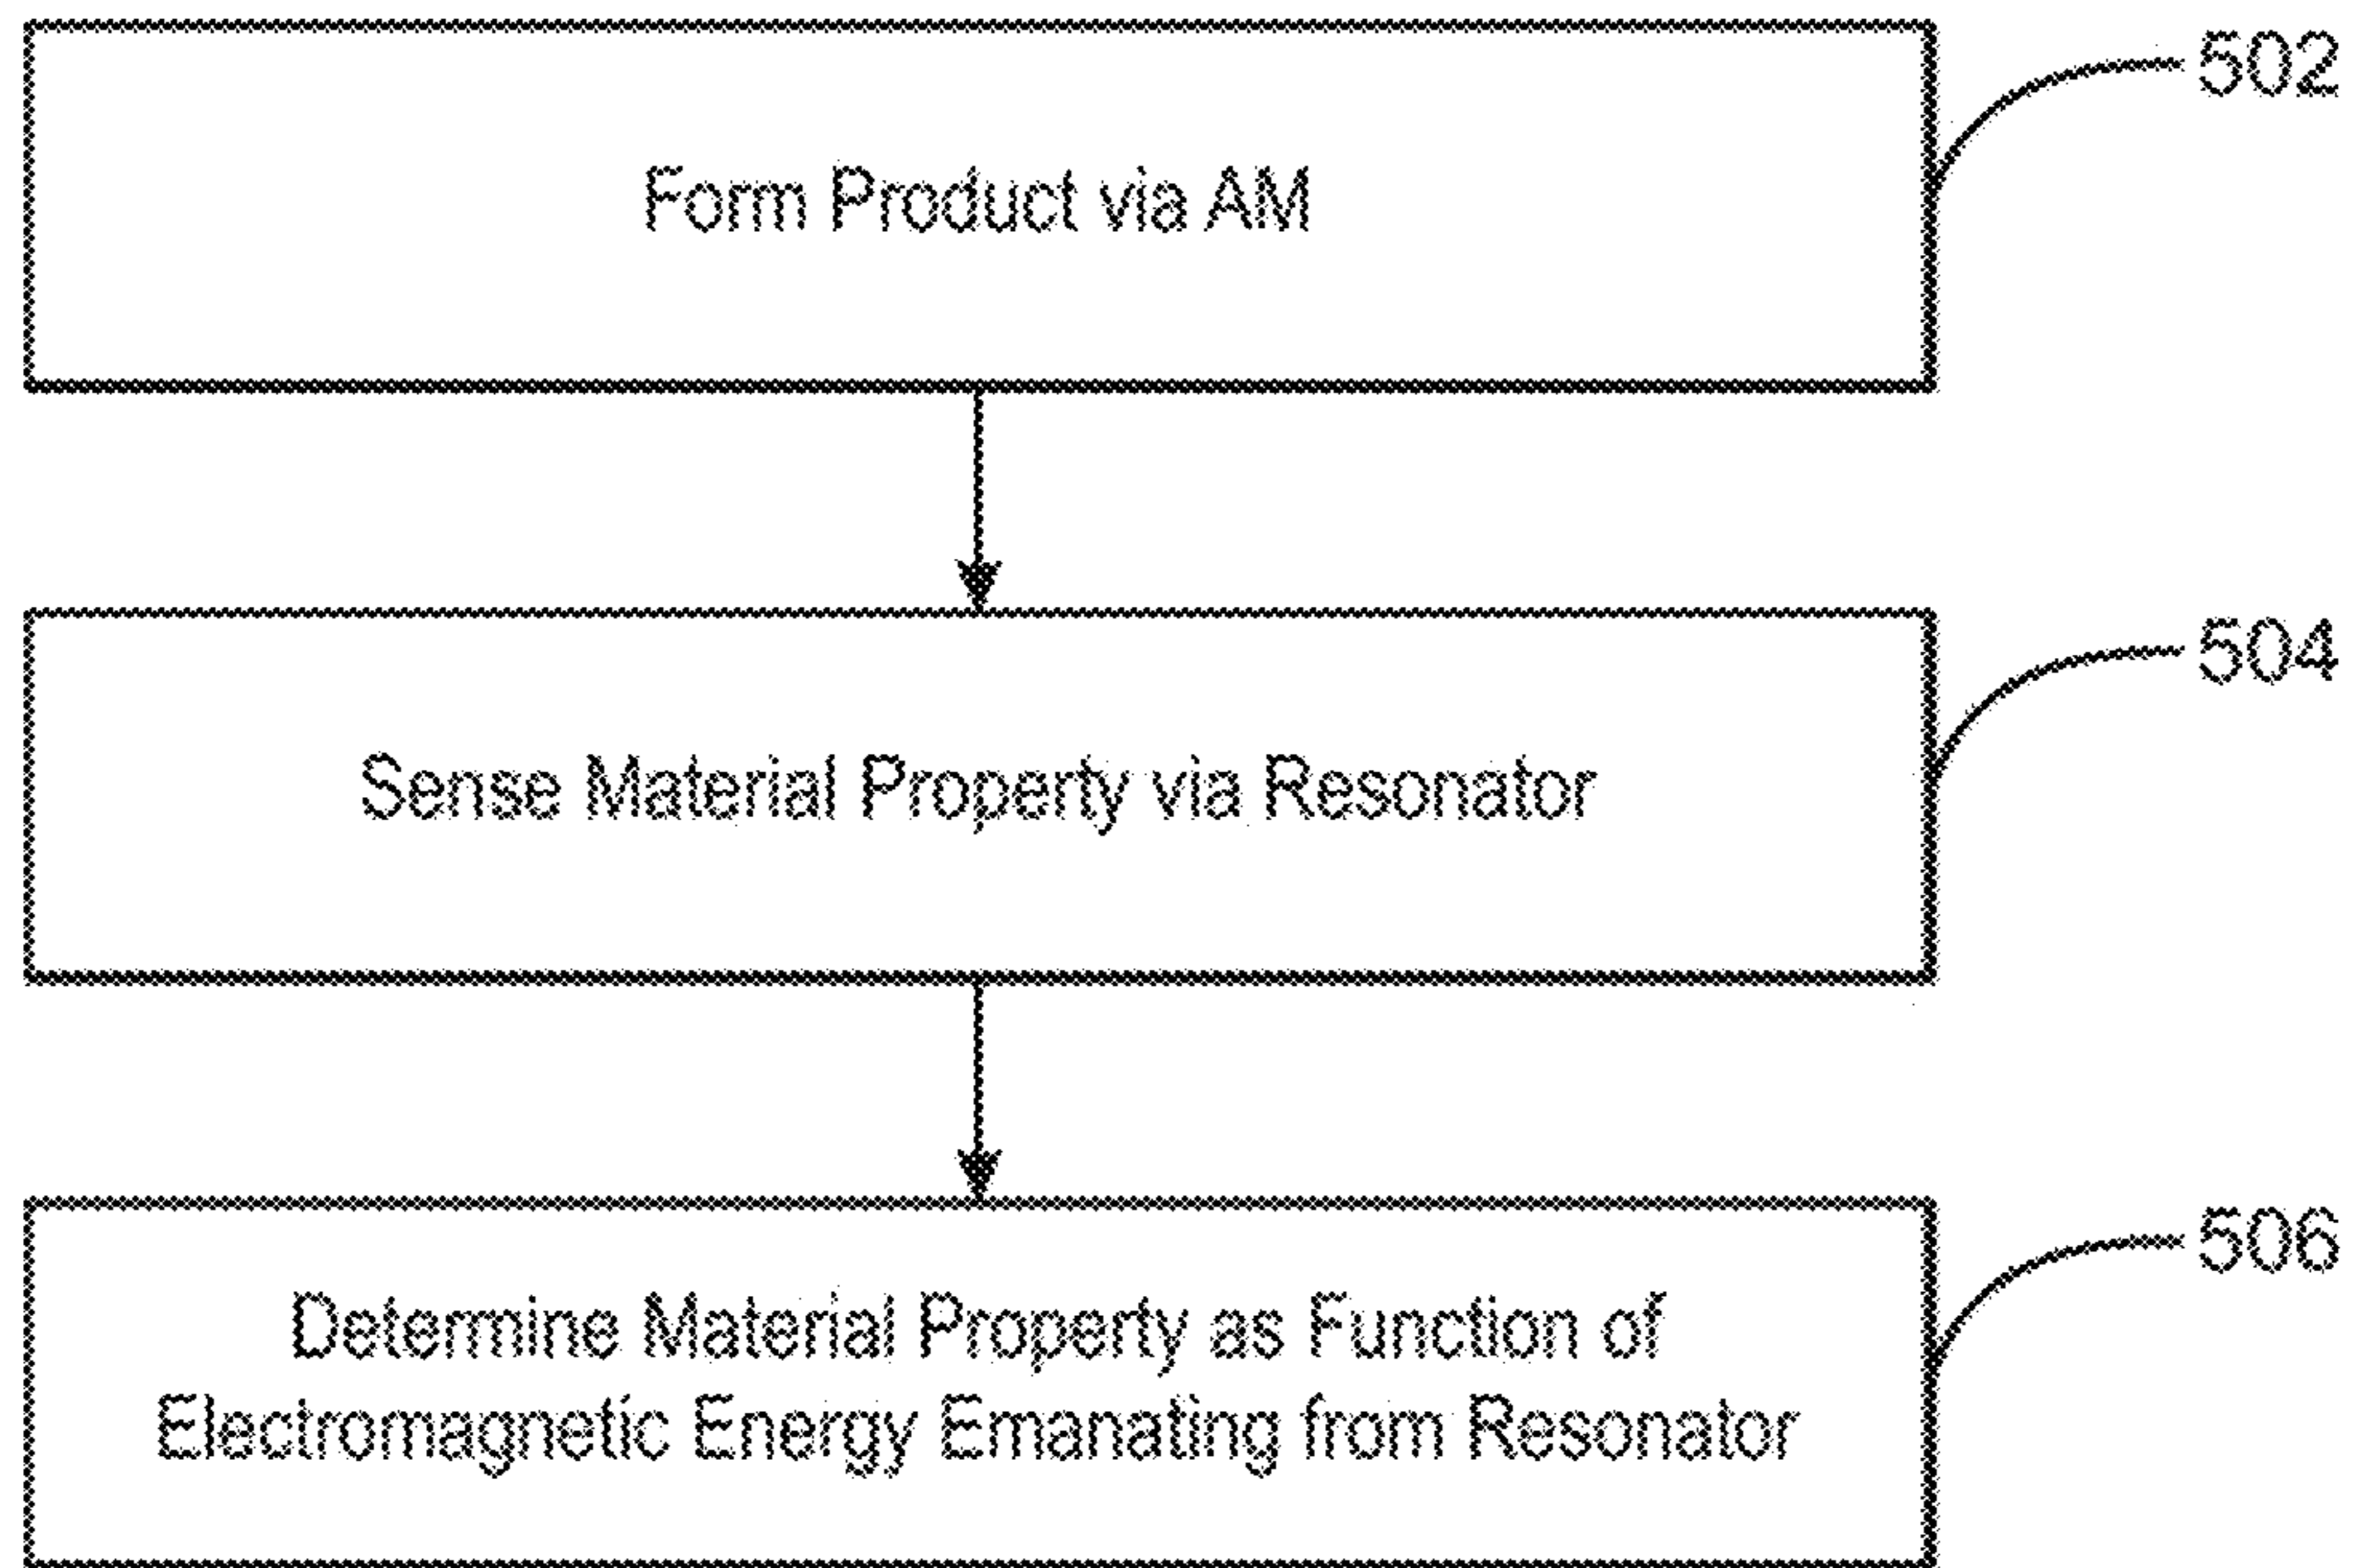 502
Form Product via AM
504
Sense Material Property via Resonator
506
Determine Material Property as Function of
Electromagnetic Energy Emanating from Resonator